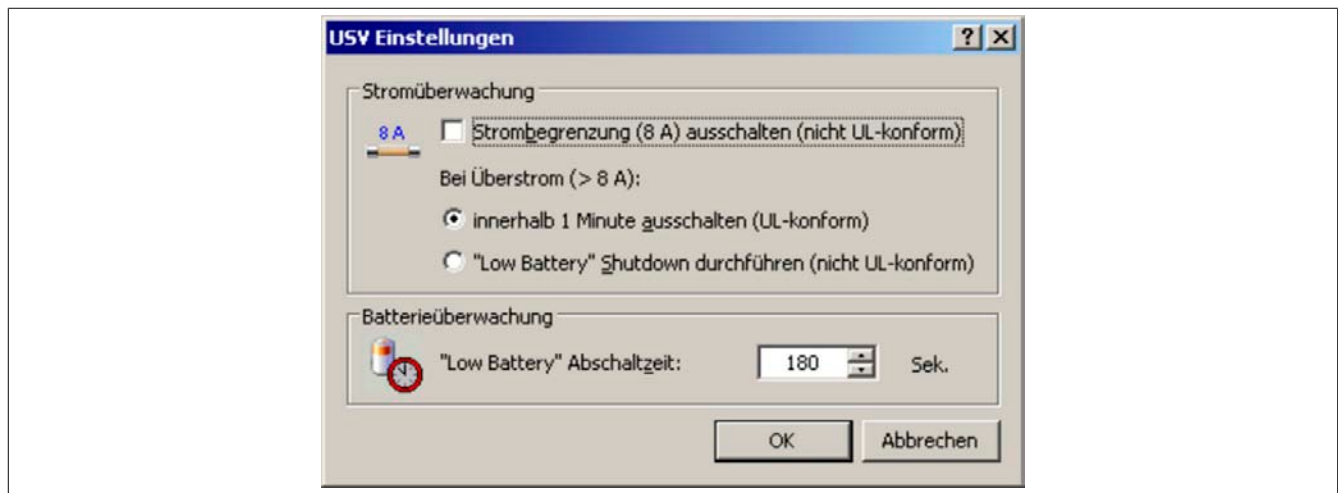 USV Einstellungen
Stromüberwachung
8 A
Strombegrenzung (8 A) ausschalten (nicht UL-konform)
Bei Überstrom (> 8 A):
innerhalb 1 Minute ausschalten (UL-konform)
"Low Battery" Shutdown durchführen (nicht UL-konform)
Batterieüberwachung
"Low Battery" Abschaltzeit: 180 Sek.
OK Abbrechen